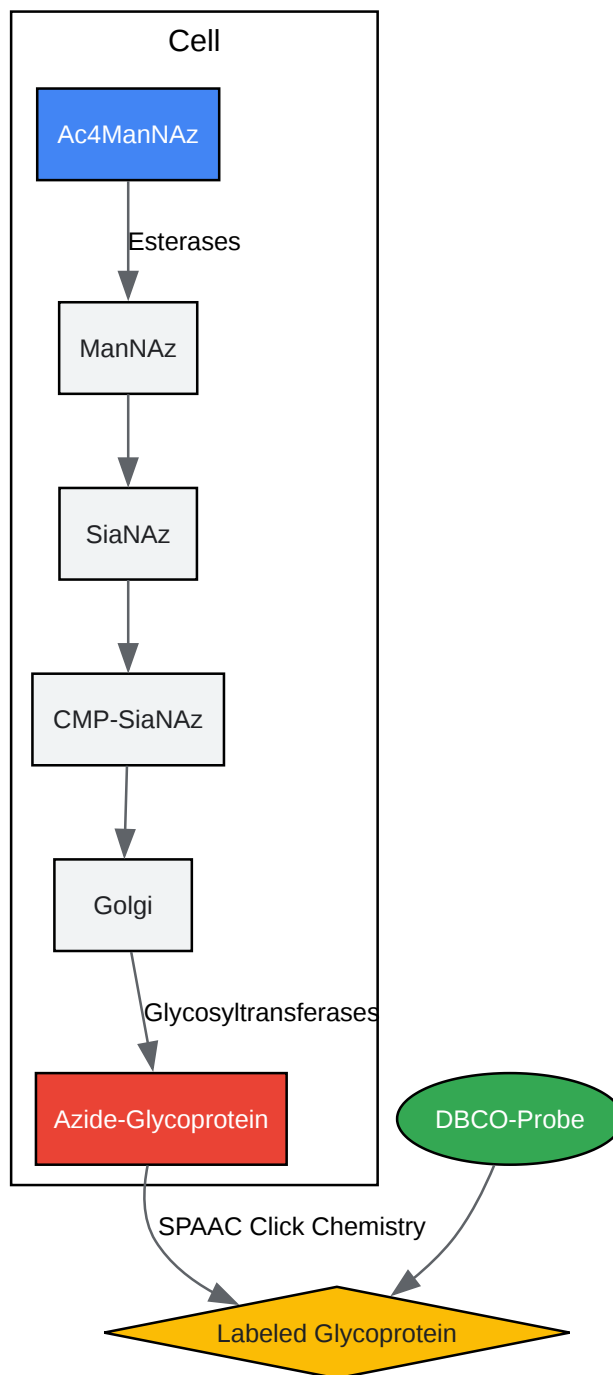 Cell
Ac4ManNAz
Esterases
ManNAz
SiaNAz
CMP-SiaNAz
Golgi
Glycosyltransferases
Azide-Glycoprotein
DBCO-Probe
SPAAC Click Chemistry
Labeled Glycoprotein